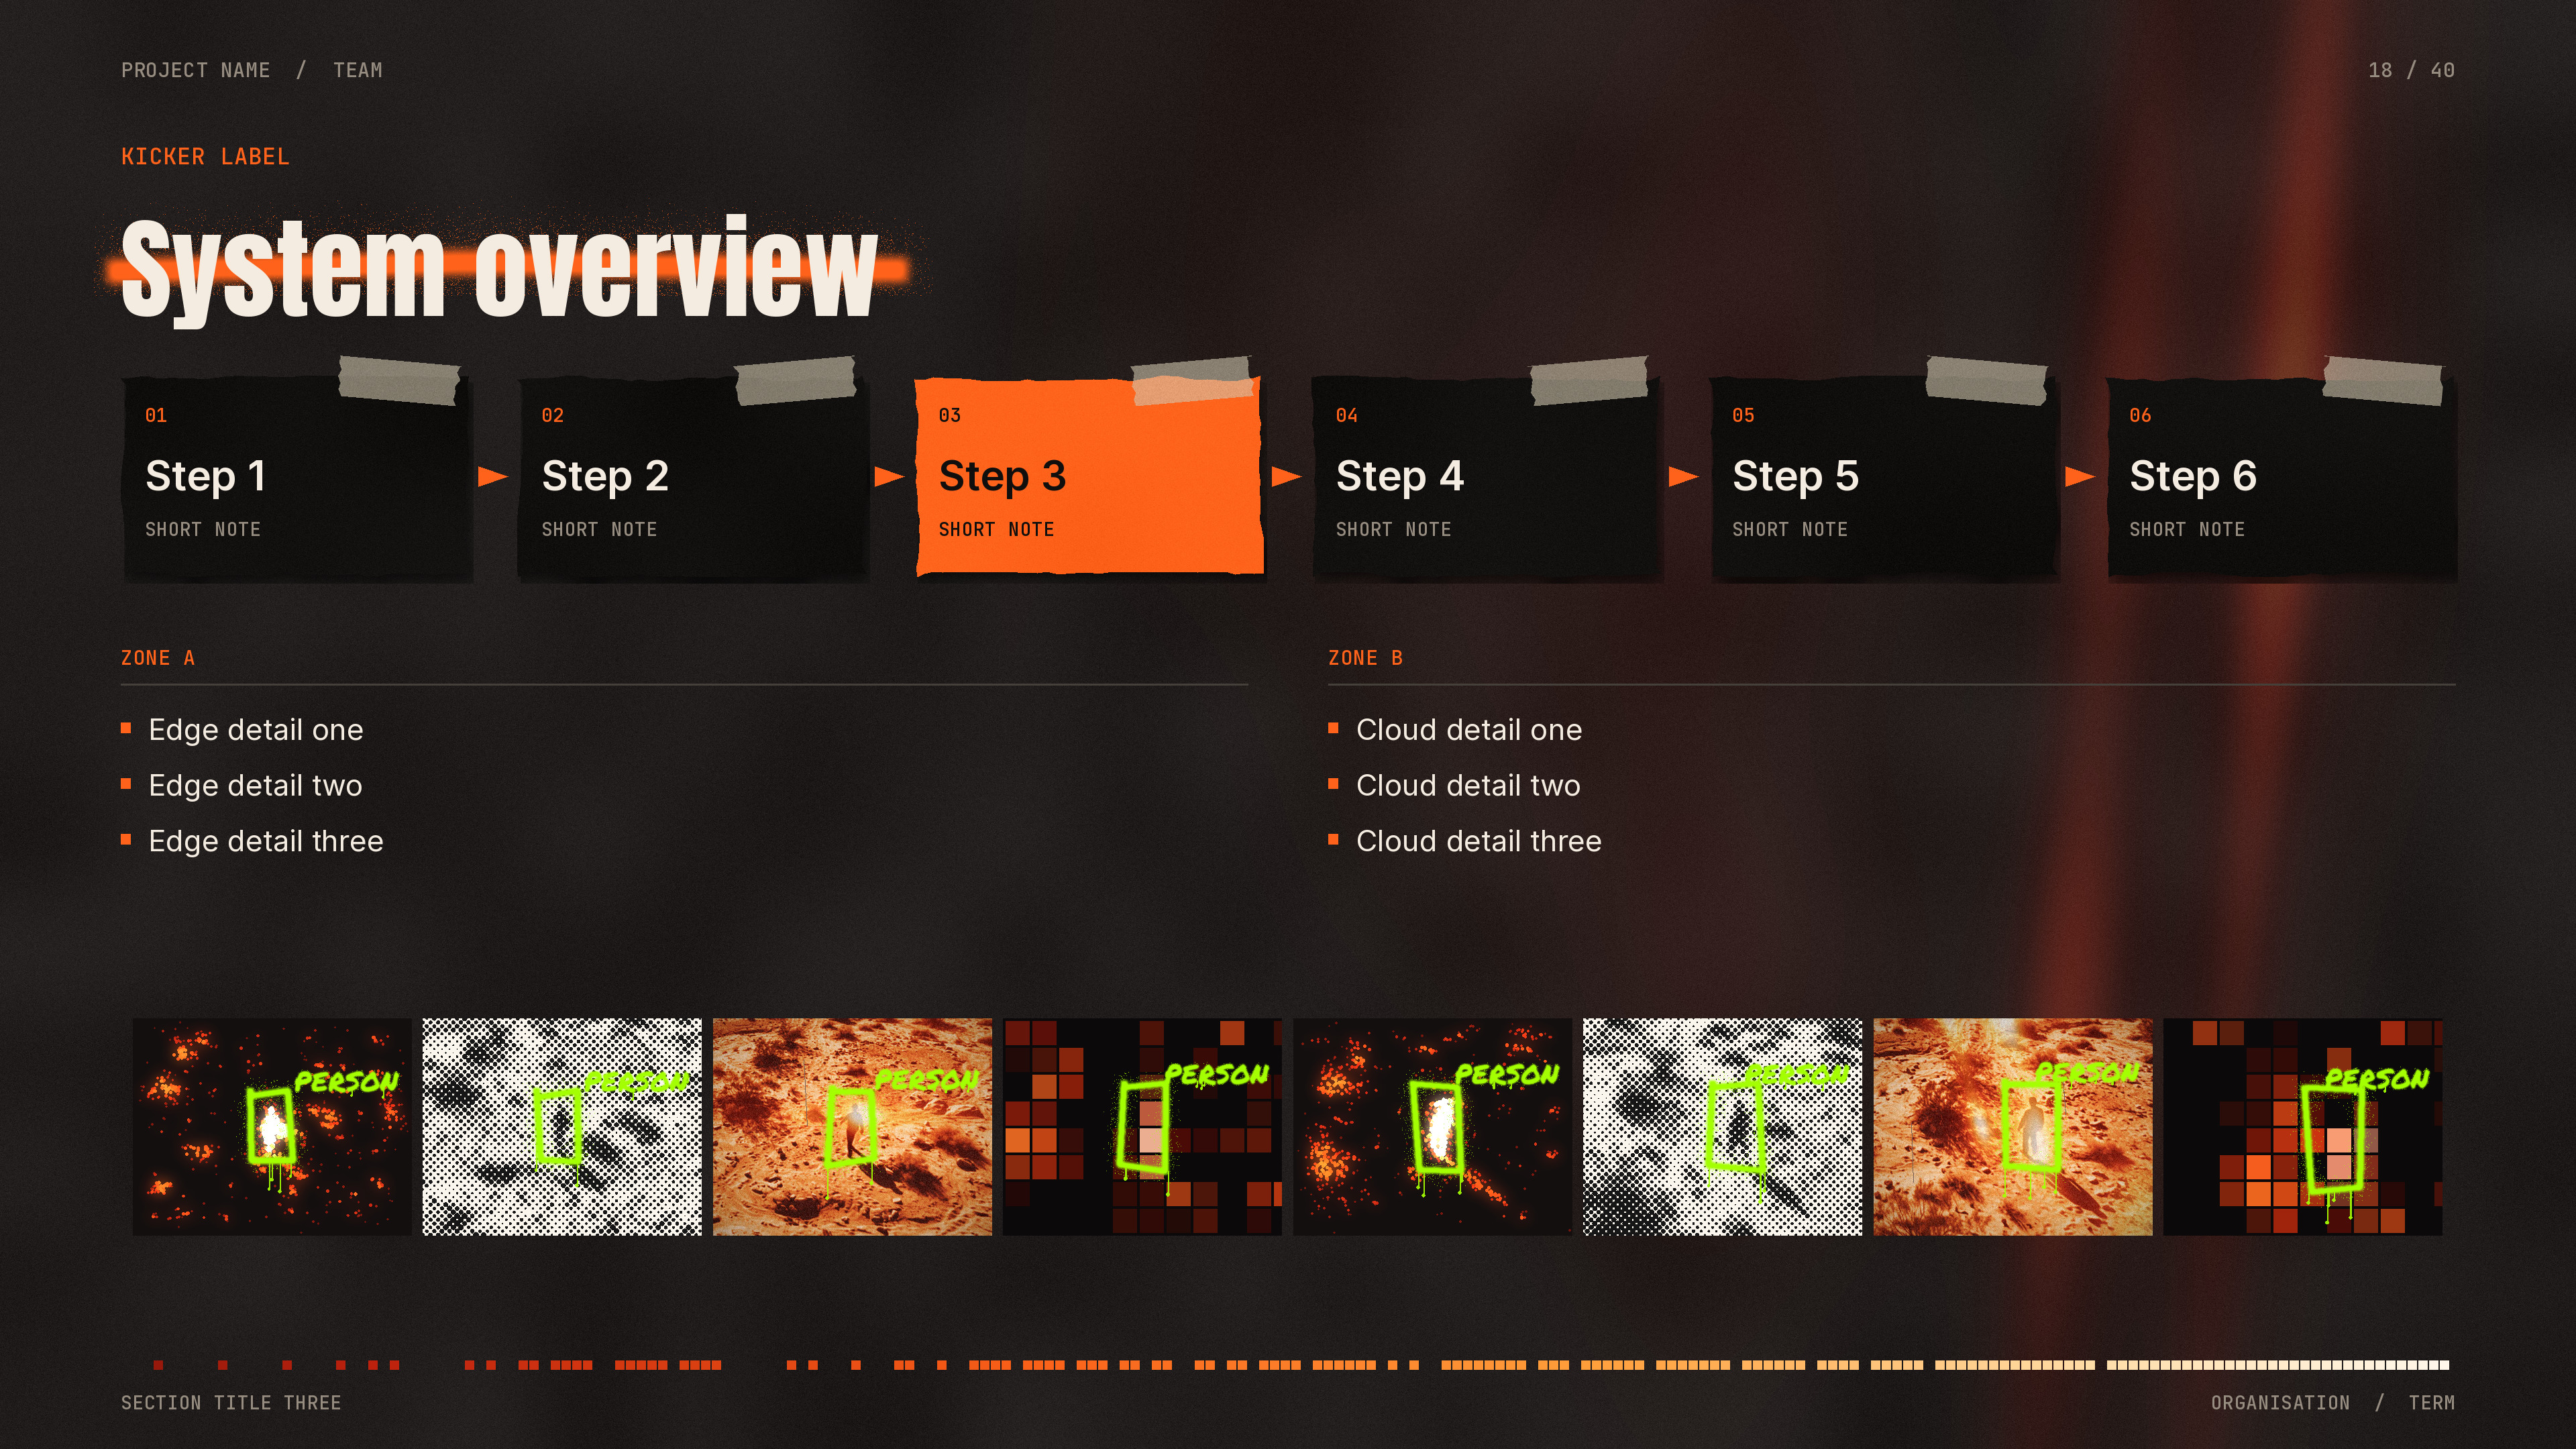 PROJECT NAME / TEAM
18 / 40
KICKER LABEL
System overview
01
Step 1
SHORT NOTE
02
Step 2
SHORT NOTE
03
Step 3
SHORT NOTE
04
Step 4
SHORT NOTE
05
Step 5
SHORT NOTE
06
Step 6
SHORT NOTE
ZONE A
Edge detail one
Edge detail two
Edge detail three
ZONE B
Cloud detail one
Cloud detail two
Cloud detail three
PERSON
PERSON
PERSON
PERSON
PERSON
PERSON
PERSON
PERSON
SECTION TITLE THREE
ORGANISATION / TERM